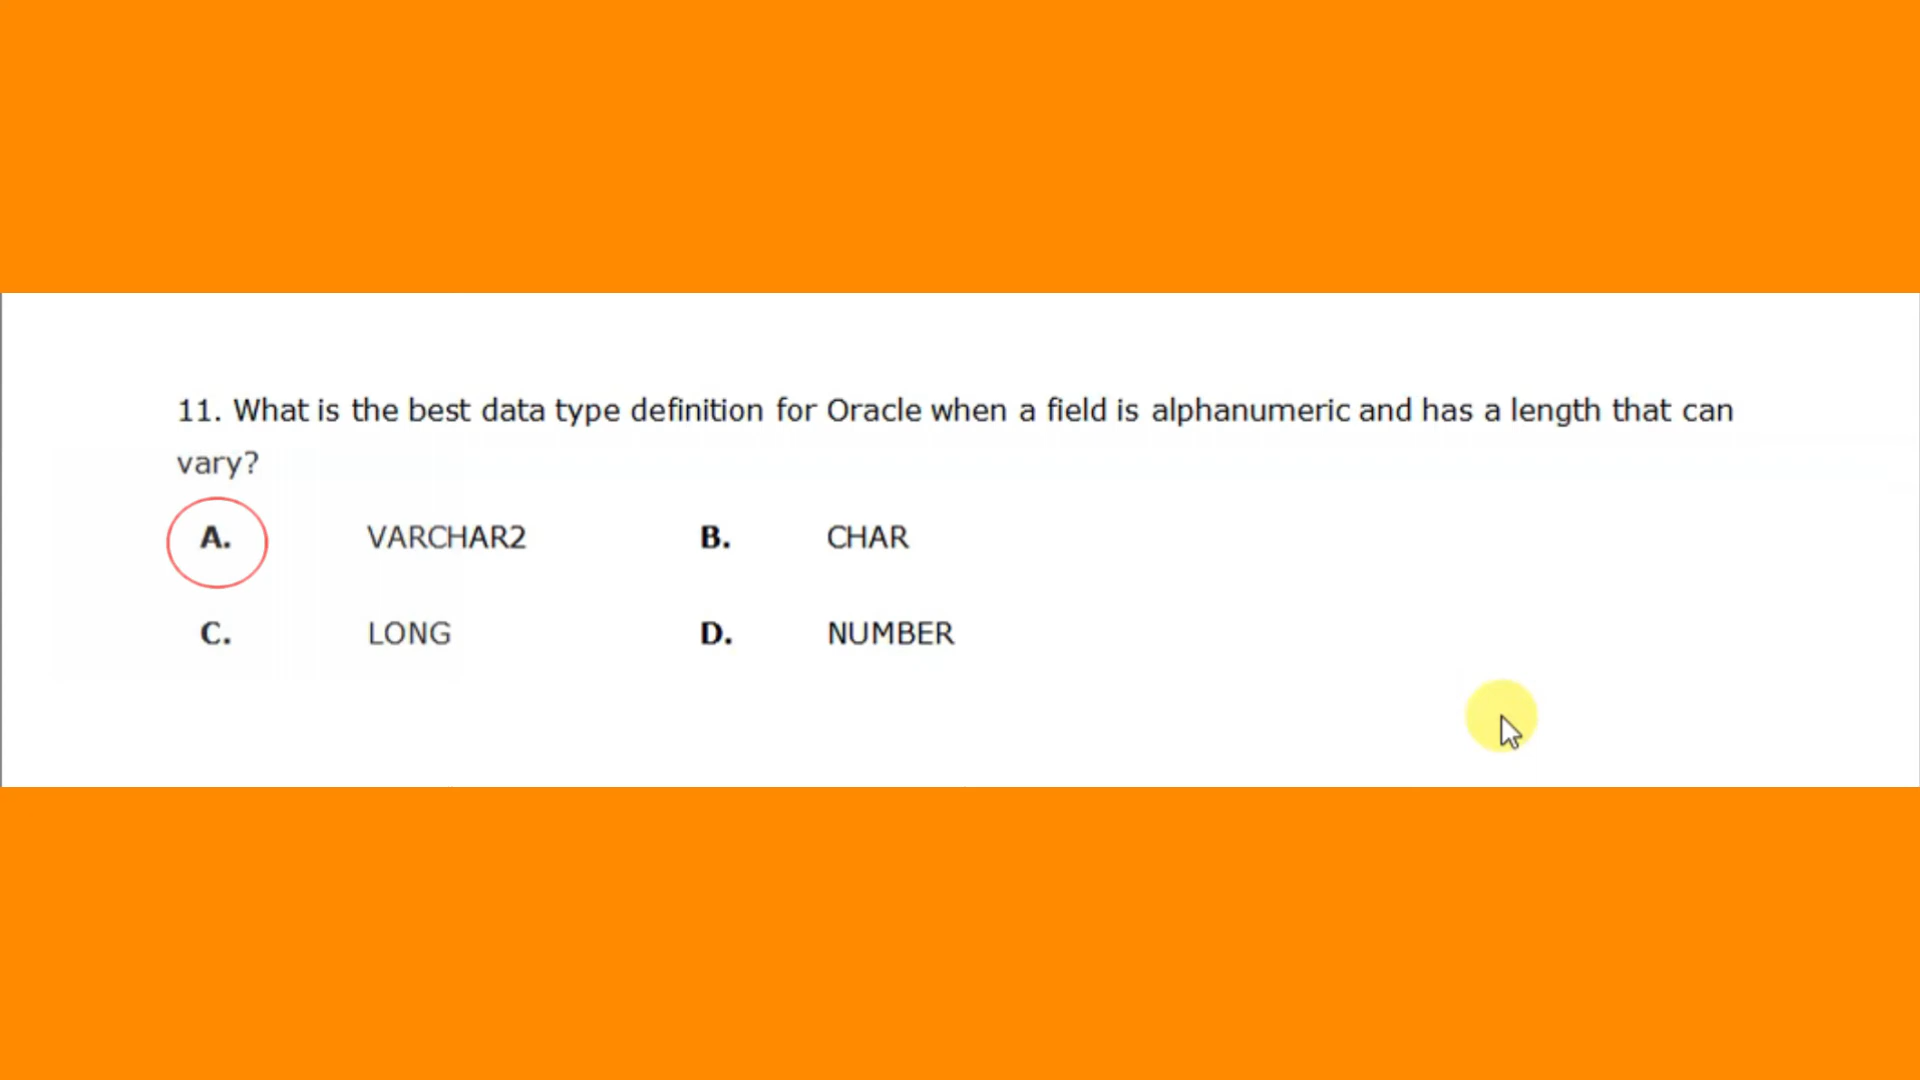 11. What is the best data type definition for Oracle when a field is alphanumeric and has a length that can
vary?
A. VARCHAR2 B. CHAR
C. LONG D. NUMBER